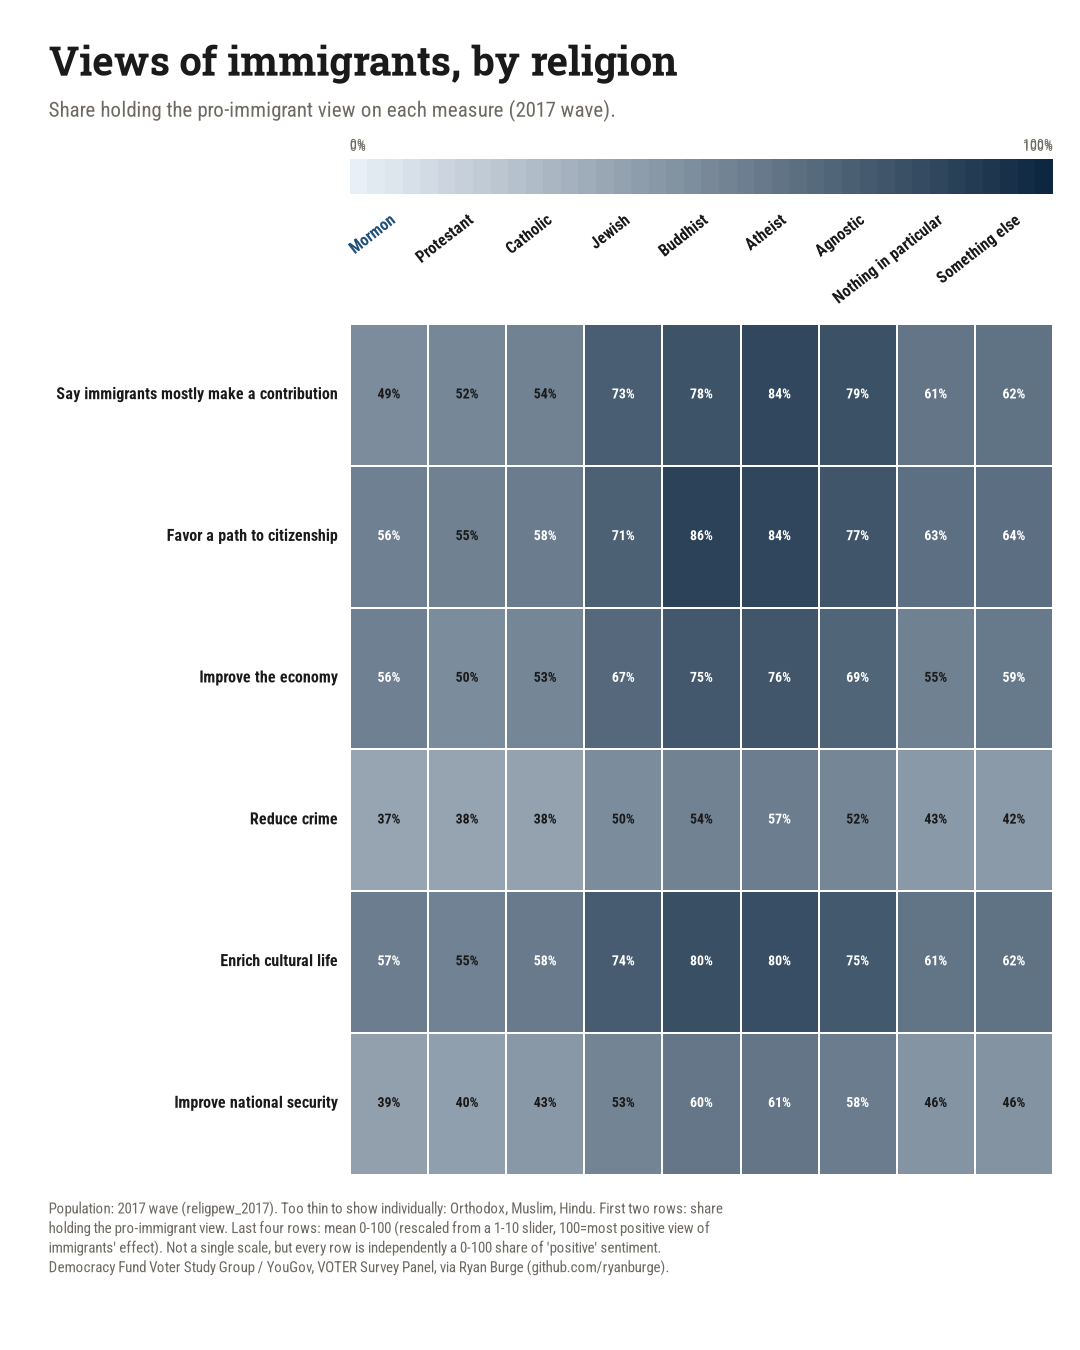 Views of immigrants, by religion
Share holding the pro-immigrant view on each measure (2017 wave).
0% 100%
Mormon Protestant Catholic Jewish Buddhist Atheist Agnostic Nothing in particular Something else
Say immigrants mostly make a contribution 49% 52% 54% 73% 78% 84% 79% 61% 62%
Favor a path to citizenship 56% 55% 58% 71% 86% 84% 77% 63% 64%
Improve the economy 56% 50% 53% 67% 75% 76% 69% 55% 59%
Reduce crime 37% 38% 38% 50% 54% 57% 52% 43% 42%
Enrich cultural life 57% 55% 58% 74% 80% 80% 75% 61% 62%
Improve national security 39% 40% 43% 53% 60% 61% 58% 46% 46%
Population: 2017 wave (religpew_2017). Too thin to show individually: Orthodox, Muslim, Hindu. First two rows: share
holding the pro-immigrant view. Last four rows: mean 0-100 (rescaled from a 1-10 slider, 100=most positive view of
immigrants' effect). Not a single scale, but every row is independently a 0-100 share of 'positive' sentiment.
Democracy Fund Voter Study Group / YouGov, VOTER Survey Panel, via Ryan Burge (github.com/ryanburge).